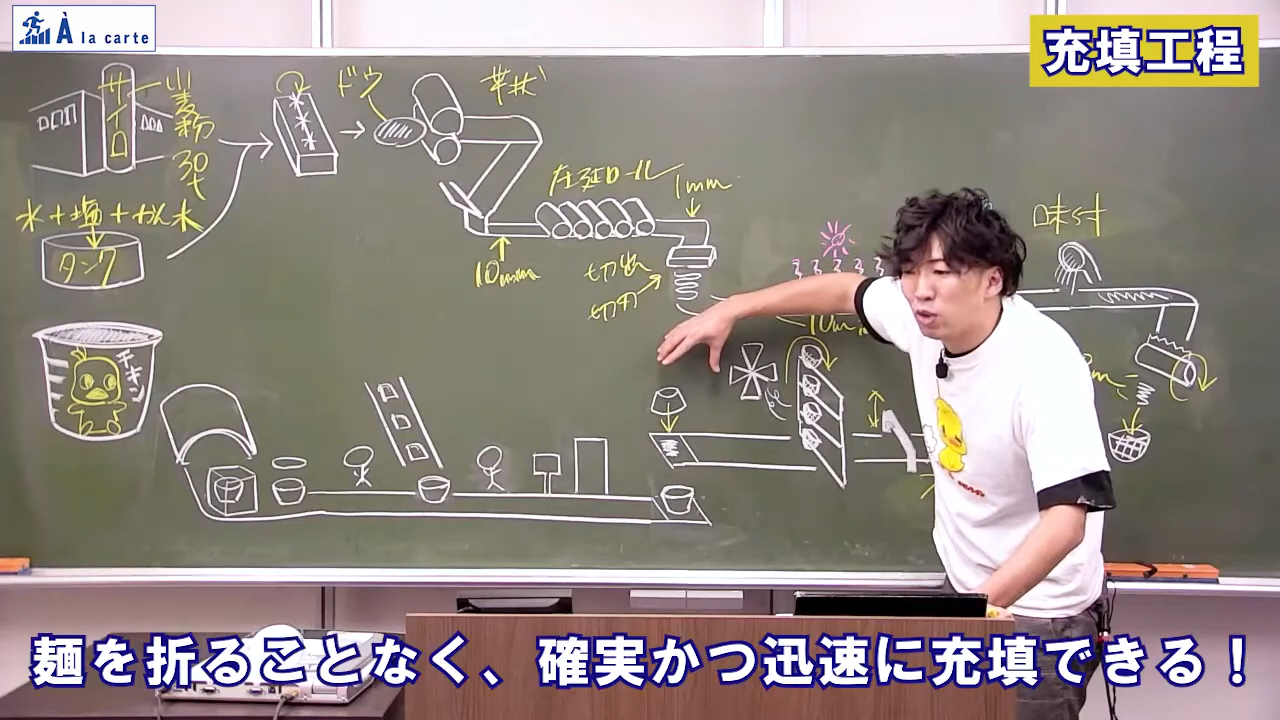 À la carte
充填工程
サイロ
小麦粉
30t
水+塩+かん水
タンク
ドウ
帯状
圧延ロール
1mm
10mm
切出
切刃
味付
チキン
麺を折ることなく、確実かつ迅速に充填できる！